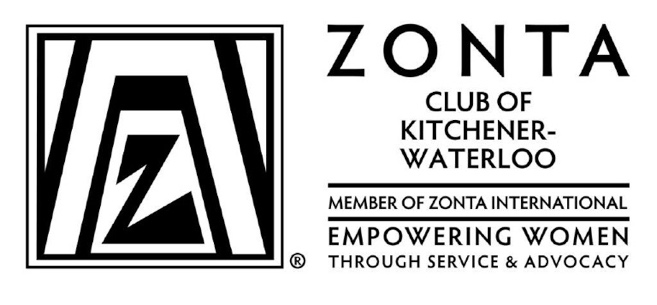 ZONTA
CLUB OF
KITCHENER-
WATERLOO
MEMBER OF ZONTA INTERNATIONAL
EMPOWERING WOMEN
THROUGH SERVICE & ADVOCACY
®